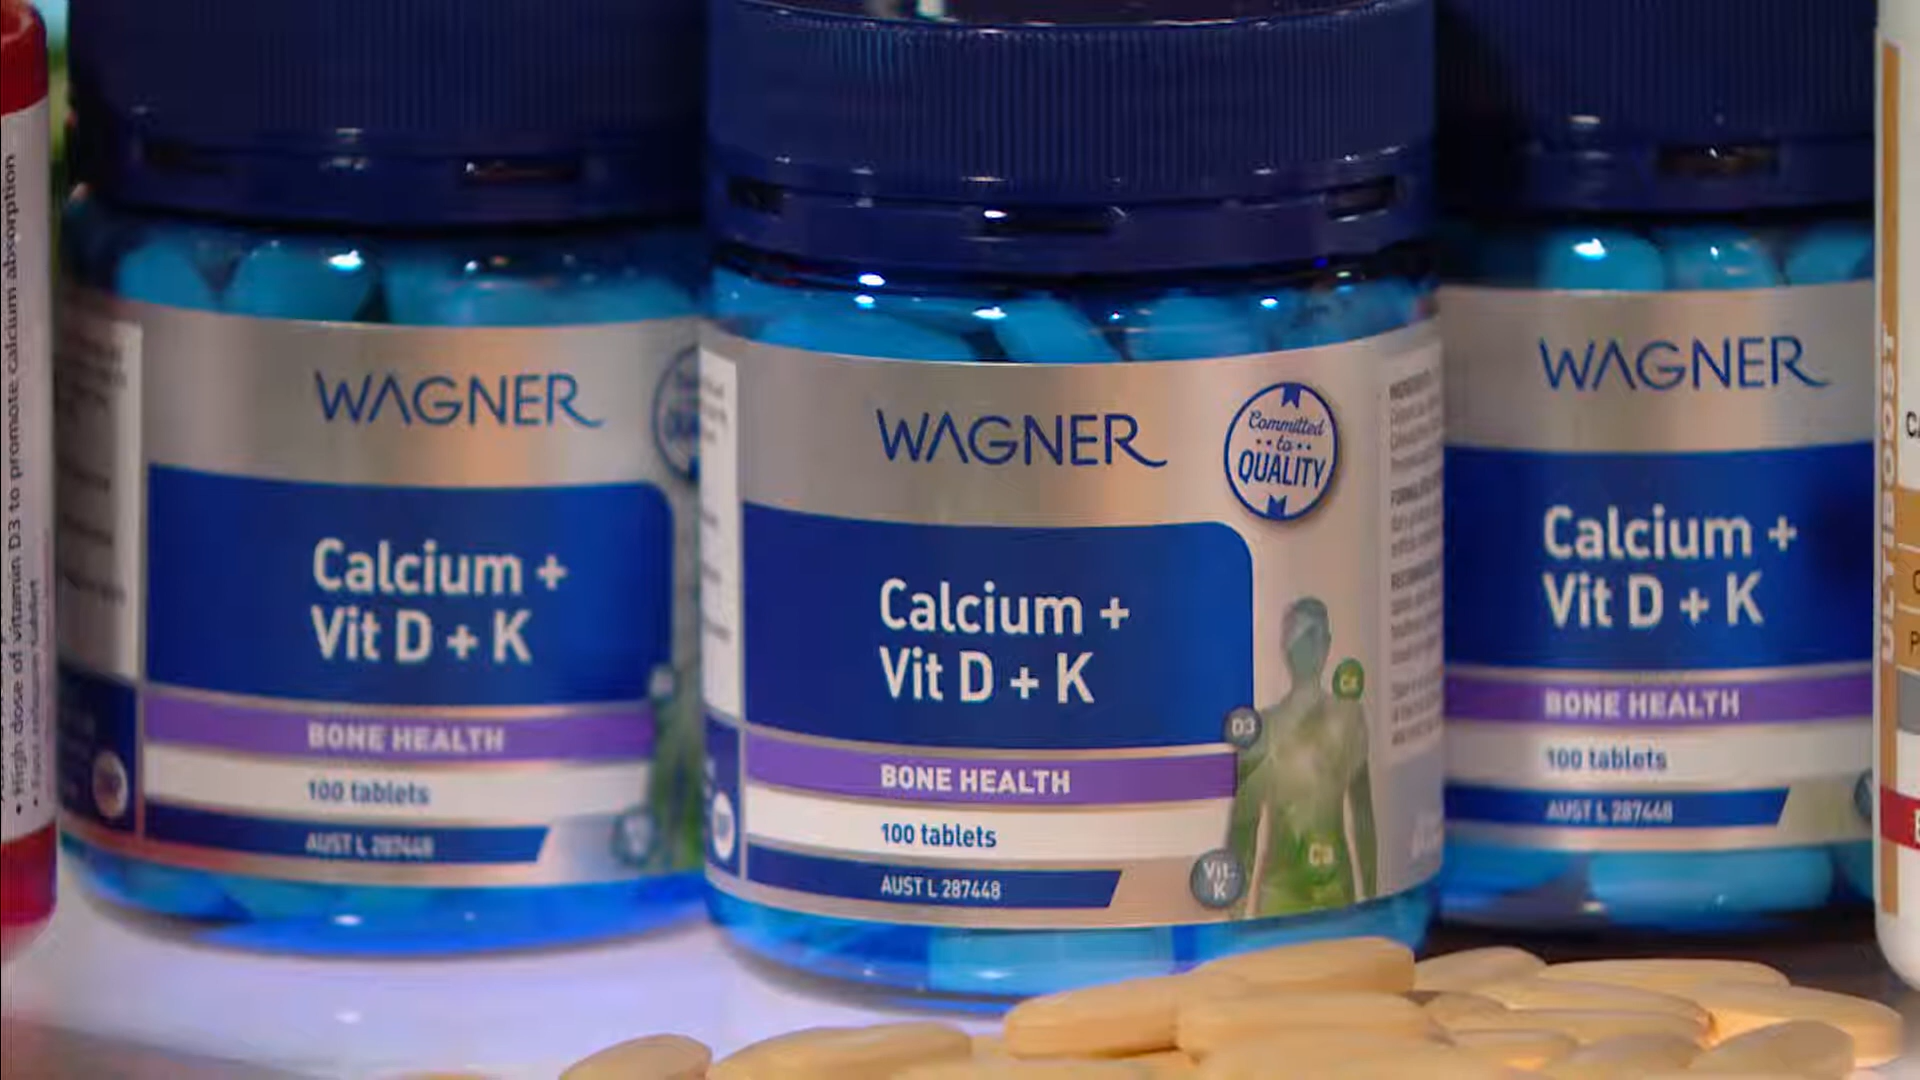 • High dose of vitamin D3 to promote calcium absorption
WAGNER
Calcium +
Vit D + K
BONE HEALTH
100 tablets
AUST L 287448
WAGNER
Committed
to
QUALITY
Calcium +
Vit D + K
BONE HEALTH
100 tablets
AUST L 287448
D3
Ca
Vit.
K
WAGNER
Calcium +
Vit D + K
BONE HEALTH
100 tablets
AUST L 287448
ULTIBOOST